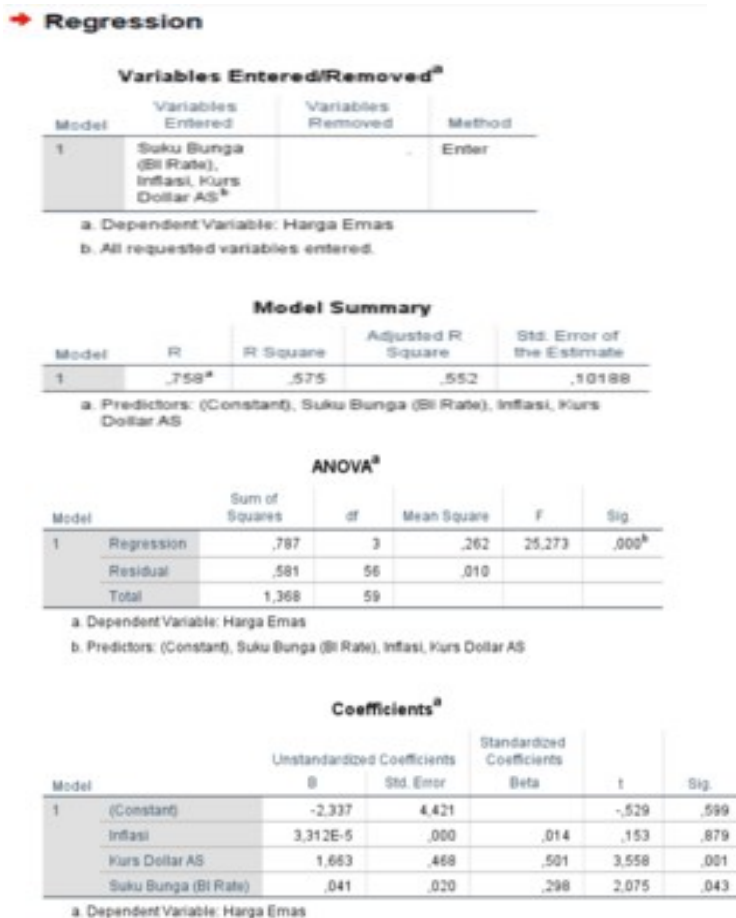 Regression
Variables Entered/Removedᵃ
Model Variables Entered Variables Removed Method
1 Suku Bunga (BI Rate), Inflasi, Kurs Dollar ASᵇ . Enter
a. Dependent Variable: Harga Emas
b. All requested variables entered.
Model Summary
Model R R Square Adjusted R Square Std. Error of the Estimate
1 ,758ᵃ ,575 ,552 ,10188
a. Predictors: (Constant), Suku Bunga (BI Rate), Inflasi, Kurs
Dollar AS
ANOVAᵃ
Model Sum of Squares df Mean Square F Sig.
1 Regression ,787 3 ,262 25,273 ,000ᵇ
Residual ,581 56 ,010
Total 1,368 59
a. Dependent Variable: Harga Emas
b. Predictors: (Constant), Suku Bunga (BI Rate), Inflasi, Kurs Dollar AS
Coefficientsᵃ
Unstandardized Coefficients Standardized Coefficients
Model B Std. Error Beta t Sig.
1 (Constant) -2,337 4,421 -,529 ,599
Inflasi 3,312E-5 ,000 ,014 ,153 ,879
Kurs Dollar AS 1,663 ,468 ,501 3,558 ,001
Suku Bunga (BI Rate) ,041 ,020 ,298 2,075 ,043
a. Dependent Variable: Harga Emas